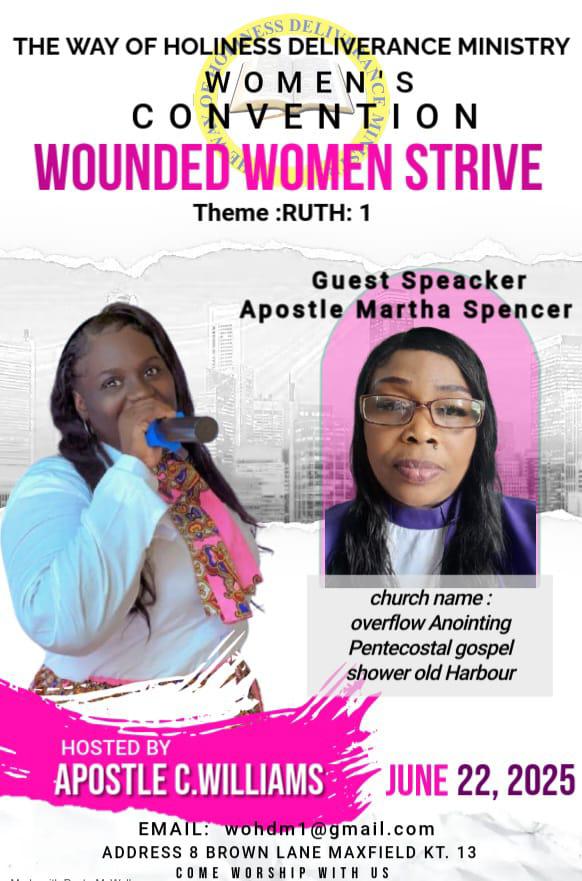 THE WAY OF HOLINESS DELIVERANCE MINISTRY
WOMEN'S
CONVENTION
WOUNDED WOMEN STRIVE
Theme :RUTH: 1
Guest Speacker
Apostle Martha Spencer
church name :
overflow Anointing
Pentecostal gospel
shower old Harbour
HOSTED BY
APOSTLE C.WILLIAMS
JUNE 22, 2025
EMAIL: wohdm1@gmail.com
ADDRESS 8 BROWN LANE MAXFIELD KT. 13
COME WORSHIP WITH US